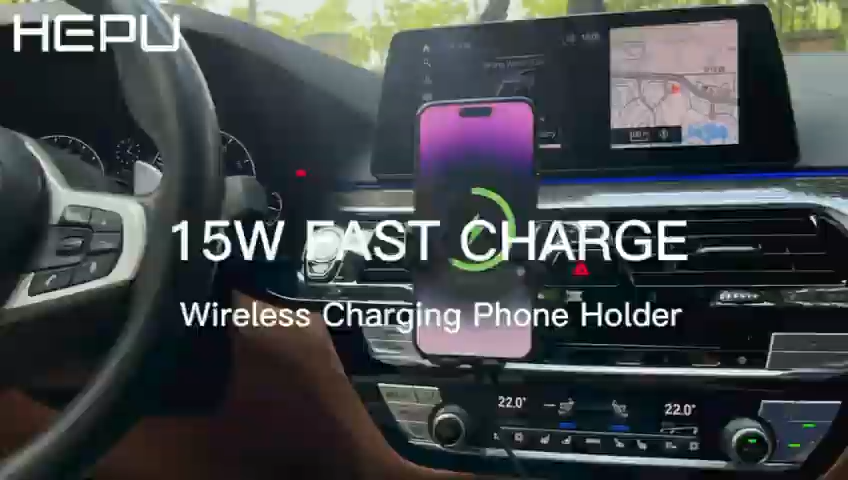 HEPU
15W FAST CHARGE
Wireless Charging Phone Holder
22.0°
22.0°